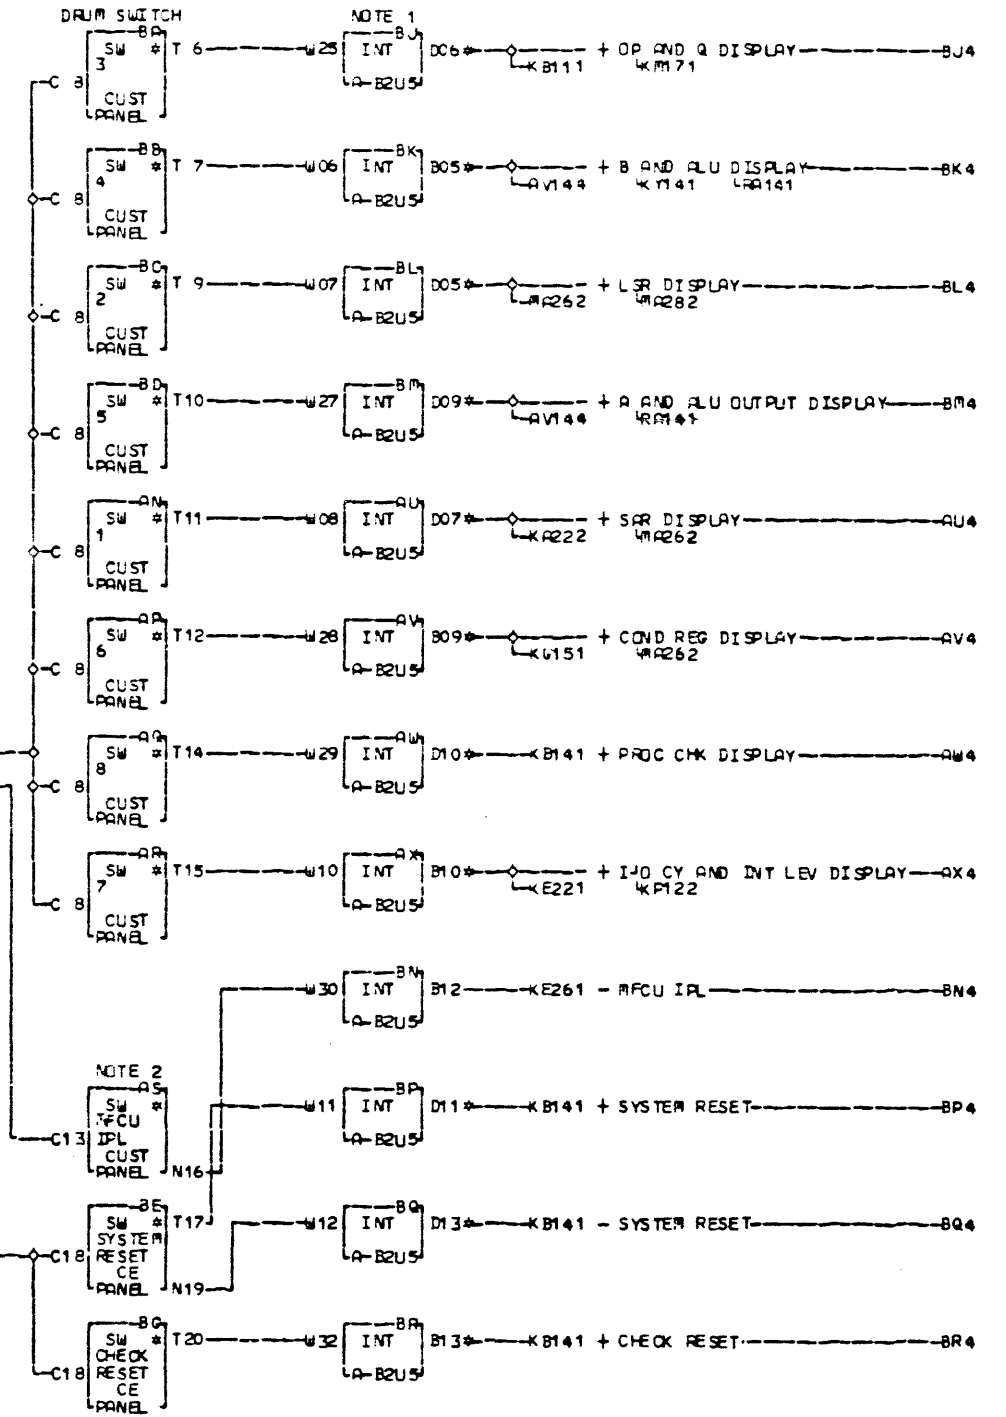 DRUM SWITCH NOTE 1
BA BJ
SW * T 6 W25 INT D06* + OP AND Q DISPLAY BJ4
3 KB111 KM171
C 8 A-B2U5
CUST
PANEL
BB BK
SW * T 7 W06 INT B05* + B AND ALU DISPLAY BK4
4 AV144 KY141 RA141
C 8 A-B2U5
CUST
PANEL
BC BL
SW * T 9 W07 INT D05* + LSR DISPLAY BL4
2 MA262 MA282
C 8 A-B2U5
CUST
PANEL
BD BM
SW * T10 W27 INT D09* + A AND ALU OUTPUT DISPLAY BM4
5 AV144 RA141
C 8 A-B2U5
CUST
PANEL
AN AU
SW * T11 W08 INT D07* + SAR DISPLAY AU4
1 KA222 MA262
C 8 A-B2U5
CUST
PANEL
AP AV
SW * T12 W28 INT B09* + COND REG DISPLAY AV4
6 KW151 MA262
C 8 A-B2U5
CUST
PANEL
AQ AW
SW * T14 W29 INT D10* KB141 + PROC CHK DISPLAY AW4
8
C 8 A-B2U5
CUST
PANEL
AR AX
SW * T15 W10 INT B10* + I/O CY AND INT LEV DISPLAY AX4
7 KE221 KP122
C 8 A-B2U5
CUST
PANEL
BN
W30 INT B12 KE261 - MFCU IPL BN4
A-B2U5
NOTE 2
AS BP
SW * W11 INT D11* KB141 + SYSTEM RESET BP4
MFCU
C13 IPL A-B2U5
CUST
PANEL N16
BE BQ
SW * T17 W12 INT D13* KB141 - SYSTEM RESET BQ4
SYSTEM
C18 RESET A-B2U5
CE
PANEL N19
BG BR
SW * T20 W32 INT B13* KB141 + CHECK RESET BR4
CHECK
C18 RESET A-B2U5
CE
PANEL